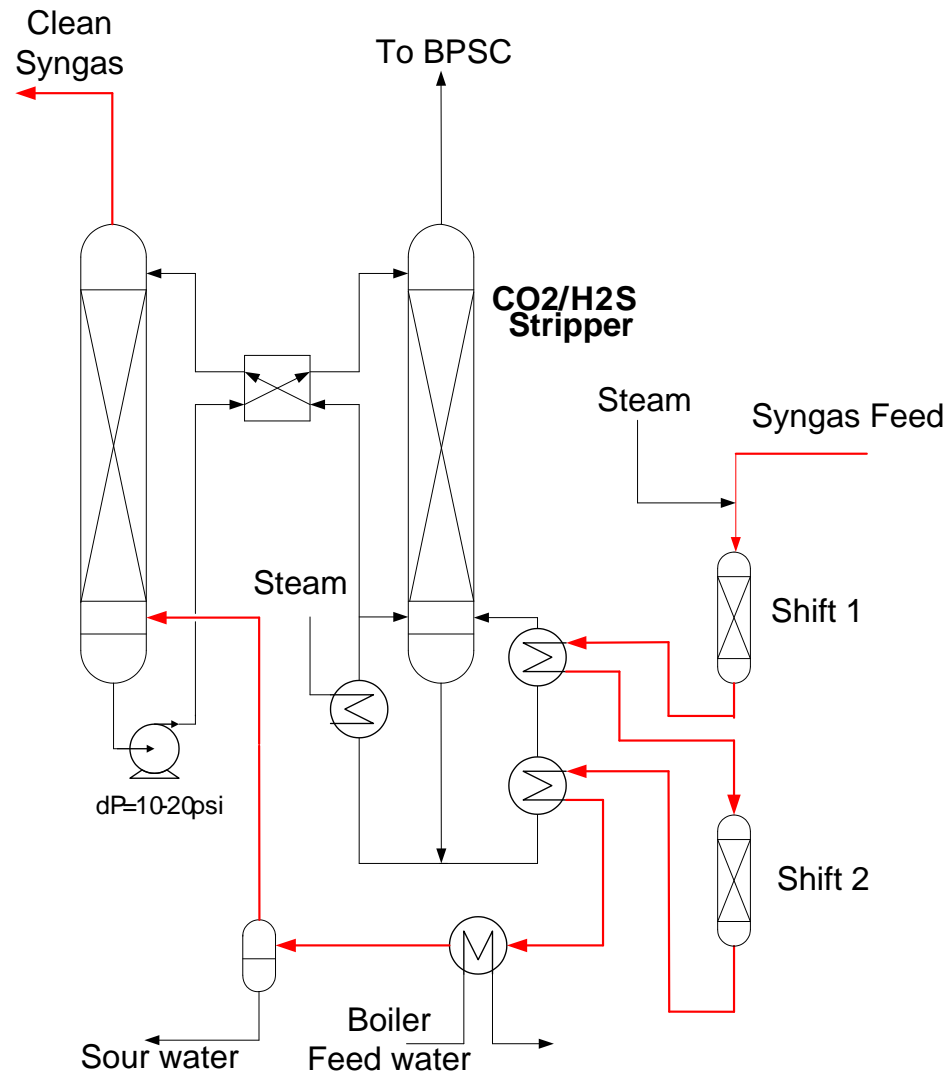 Clean
Syngas
To BPSC
CO2/H2S
Stripper
Steam
Syngas Feed
Steam
Shift 1
dP=10-20psi
Shift 2
Boiler
Feed water
Sour water